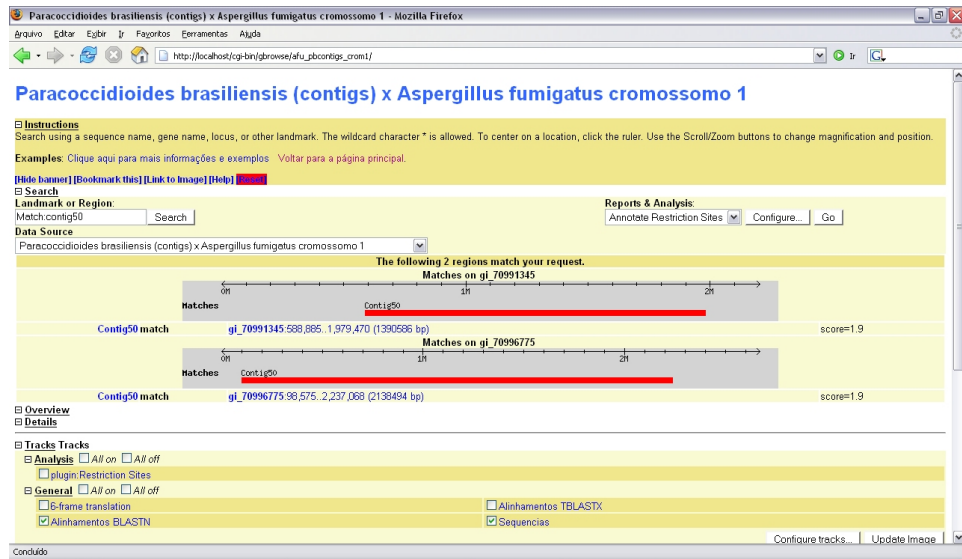 Paracoccidioides brasiliensis (contigs) x Aspergillus fumigatus cromossomo 1 - Mozilla Firefox
Arquivo Editar Exibir Ir Favoritos Ferramentas Ajuda
http://localhost/cgi-bin/gbrowse/afu_pbcontigs_crom1/ Ir
Paracoccidioides brasiliensis (contigs) x Aspergillus fumigatus cromossomo 1
Instructions
Search using a sequence name, gene name, locus, or other landmark. The wildcard character * is allowed. To center on a location, click the ruler. Use the Scroll/Zoom buttons to change magnification and position.
Examples: Clique aqui para mais informações e exemplos Voltar para a página principal.
[Hide banner] [Bookmark this] [Link to Image] [Help] [Reset]
Search
Landmark or Region: Reports & Analysis:
Match:contig50 Search Annotate Restriction Sites Configure... Go
Data Source
Paracoccidioides brasiliensis (contigs) x Aspergillus fumigatus cromossomo 1
The following 2 regions match your request.
Matches on gi_70991345
0M 1M 2M
Matches Contig50
Contig50 match gi_70991345:588,885..1,979,470 (1390586 bp) score=1.9
Matches on gi_70996775
0M 1M 2M
Matches Contig50
Contig50 match gi_70996775:98,575..2,237,068 (2138494 bp) score=1.9
Overview
Details
Tracks Tracks
Analysis All on All off
plugin:Restriction Sites
General All on All off
6-frame translation Alinhamentos TBLASTX
Alinhamentos BLASTN Sequencias
Configure tracks... Update Image
Concluído